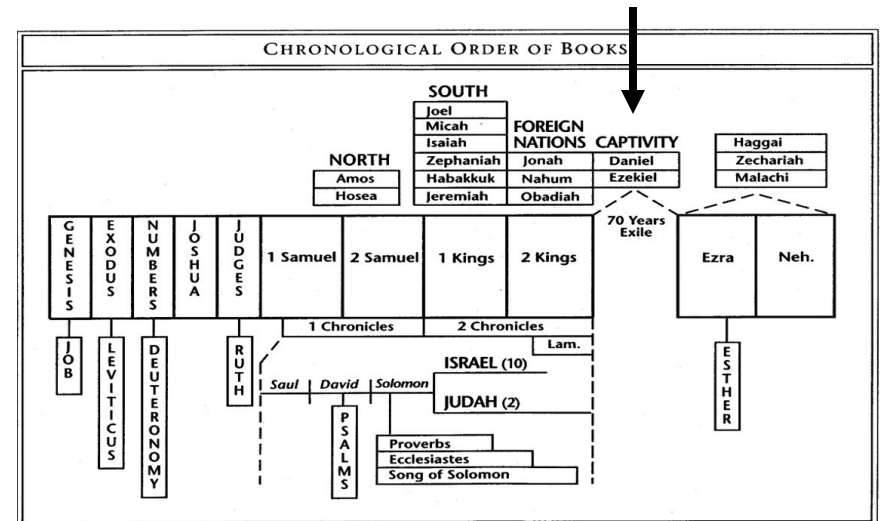 CHRONOLOGICAL ORDER OF BOOKS
SOUTH
Joel
Micah
Isaiah
Zephaniah
Habakkuk
Jeremiah
NORTH
Amos
Hosea
FOREIGN
NATIONS
Jonah
Nahum
Obadiah
CAPTIVITY
Daniel
Ezekiel
Haggai
Zechariah
Malachi
GENESIS
EXODUS
NUMBERS
JOSHUA
JUDGES
1 Samuel
2 Samuel
1 Kings
2 Kings
70 Years
Exile
Ezra
Neh.
1 Chronicles
2 Chronicles
Lam.
JOB
LEVITICUS
DEUTERONOMY
RUTH
ESTHER
ISRAEL (10)
Saul
David
Solomon
JUDAH (2)
PSALMS
Proverbs
Ecclesiastes
Song of Solomon